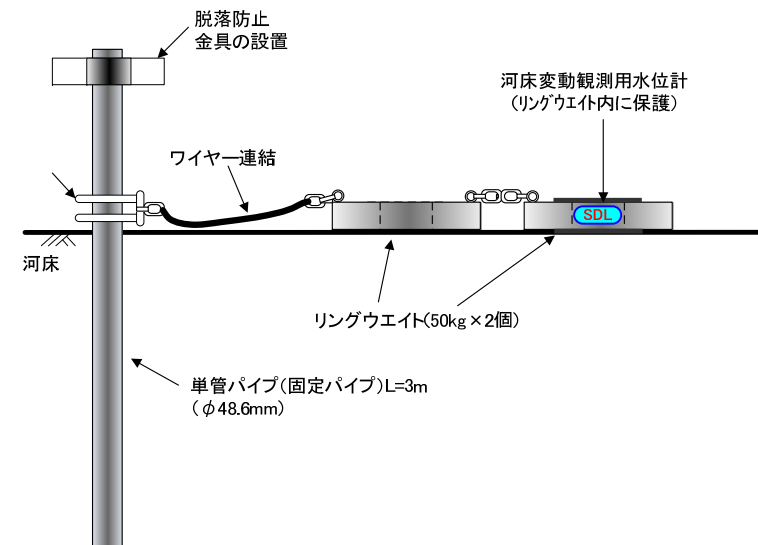 脱落防止
金具の設置
河床変動観測用水位計
（リングウエイト内に保護）
ワイヤー連結
SDL
河床
リングウエイト（50kg×2個）
単管パイプ（固定パイプ）L=3m
（φ48.6mm）